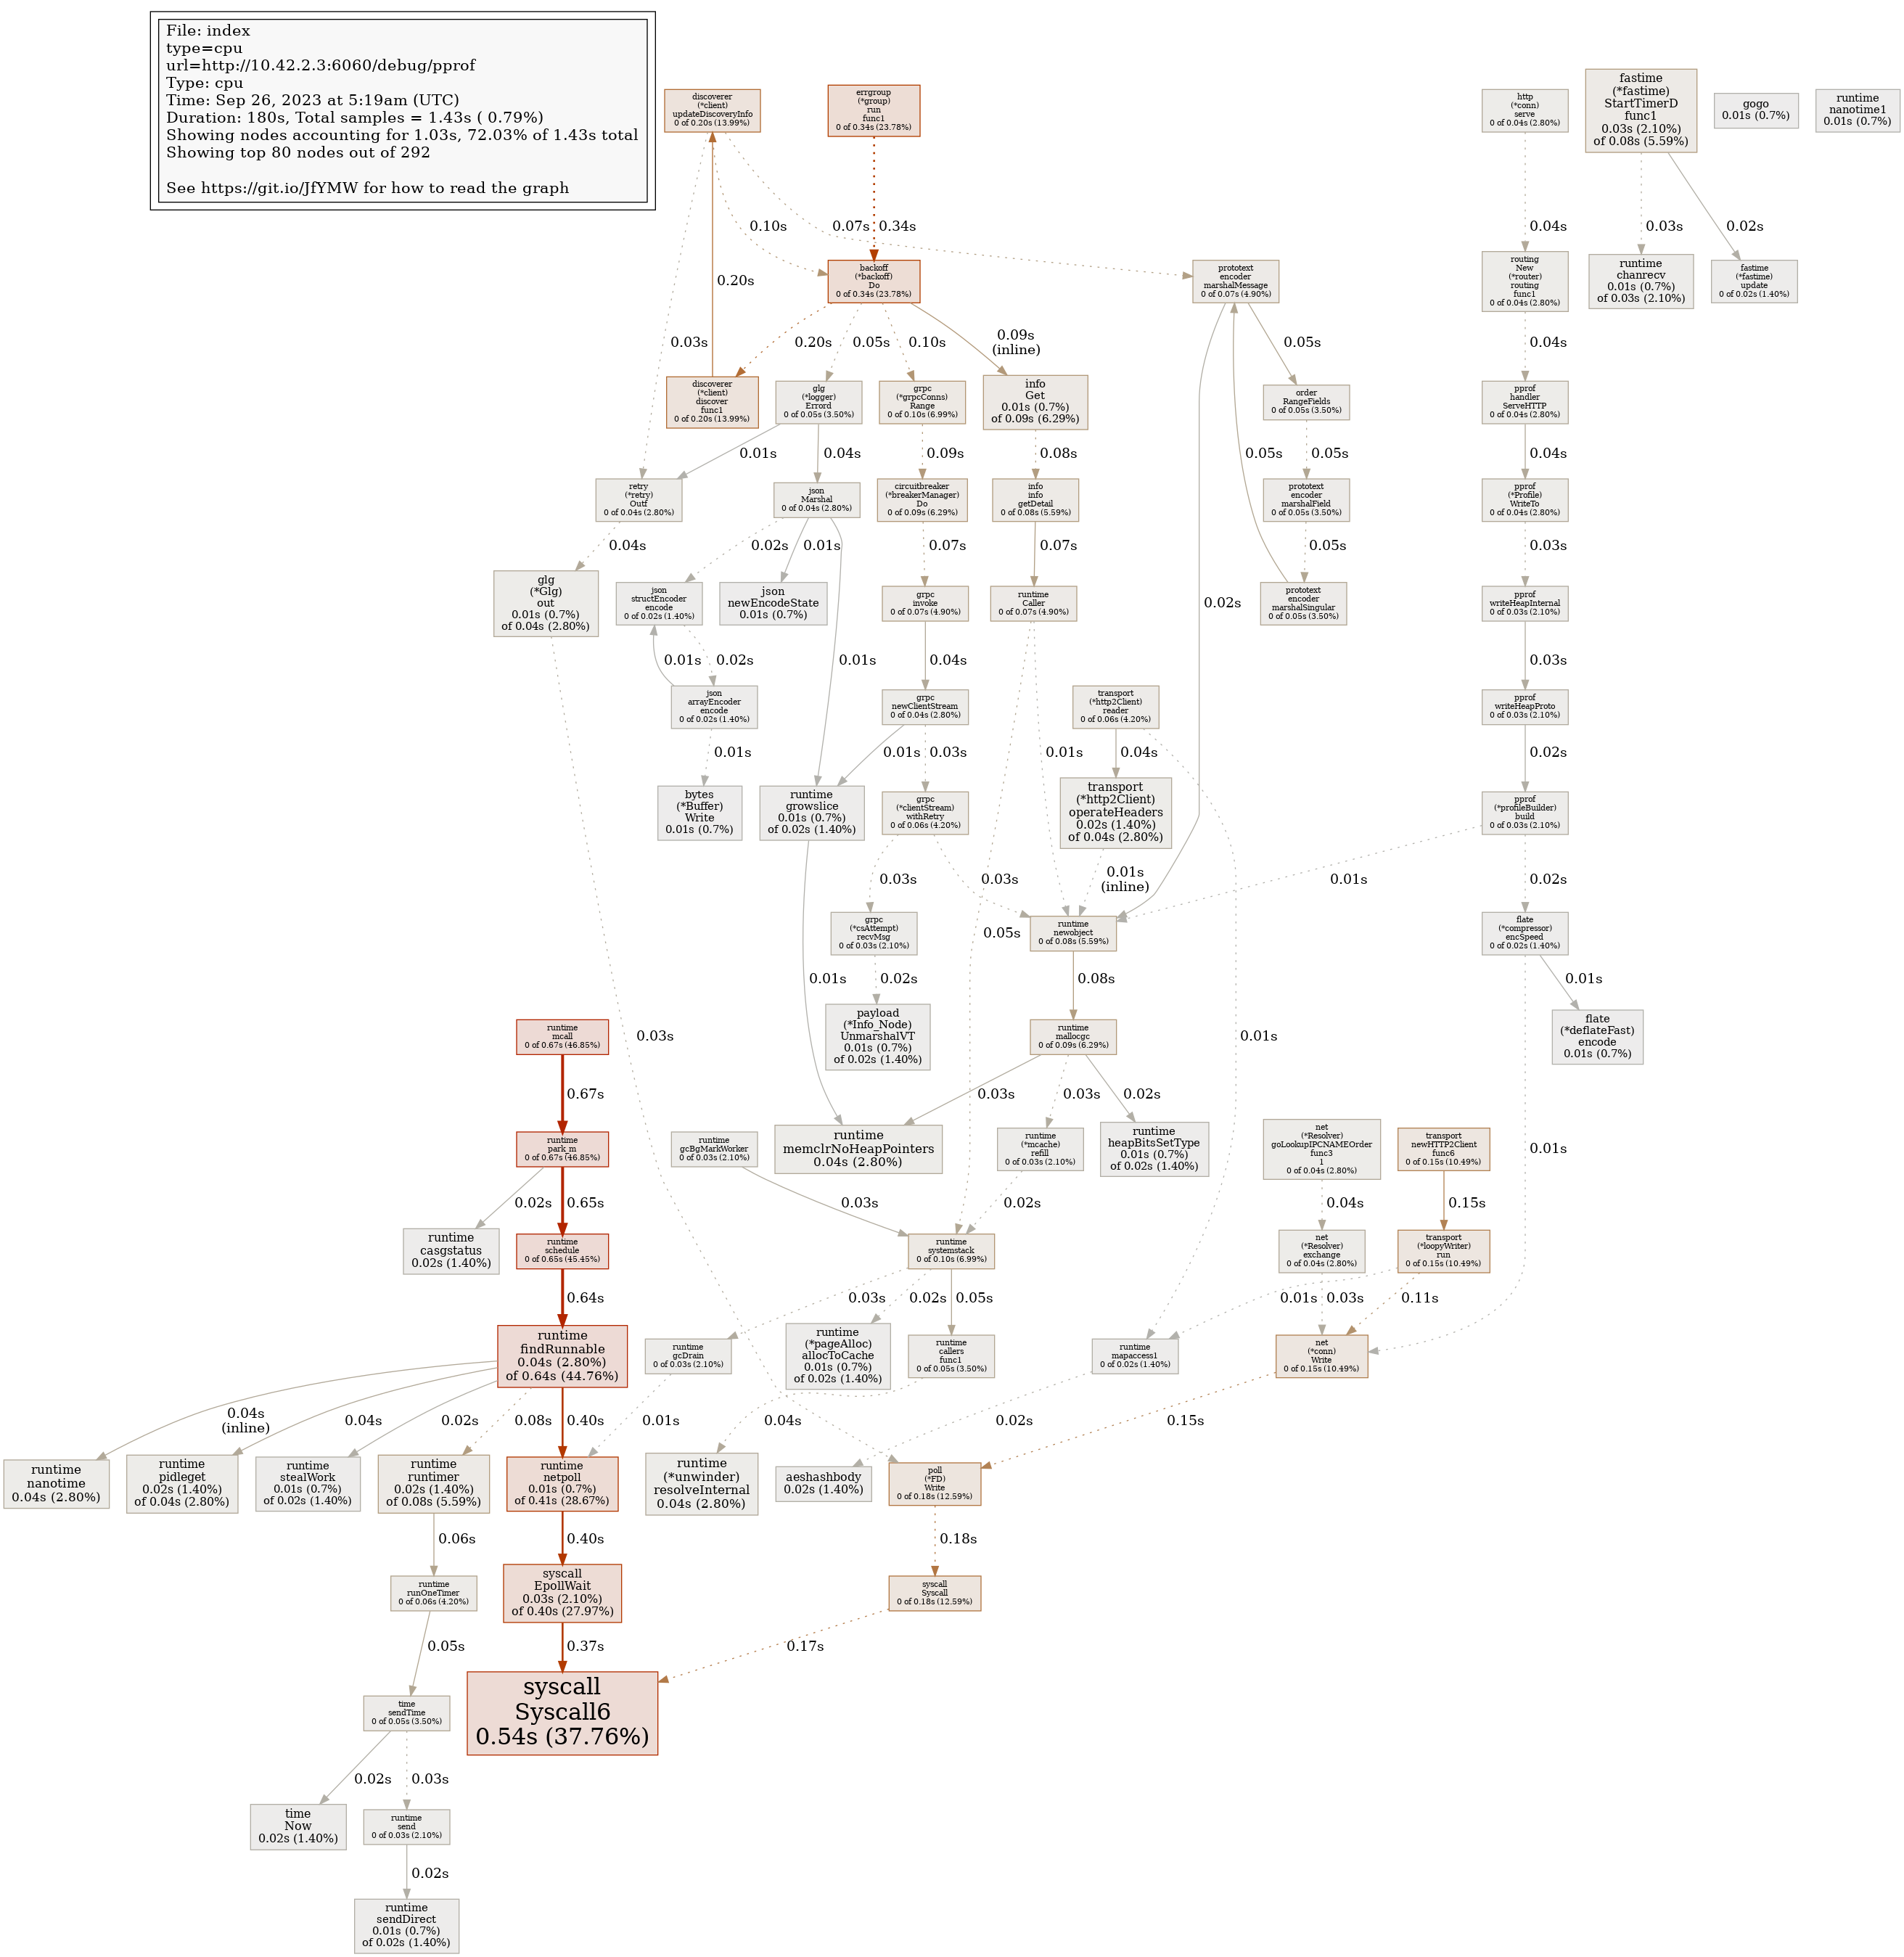 File: index
type=cpu
url=http://10.42.2.3:6060/debug/pprof
Type: cpu
Time: Sep 26, 2023 at 5:19am (UTC)
Duration: 180s, Total samples = 1.43s ( 0.79%)
Showing nodes accounting for 1.03s, 72.03% of 1.43s total
Showing top 80 nodes out of 292
See https://git.io/JfYMW for how to read the graph
discoverer
(*client)
updateDiscoveryInfo
0 of 0.20s (13.99%)
errgroup
(*group)
run
func1
0 of 0.34s (23.78%)
http
(*conn)
serve
0 of 0.04s (2.80%)
fastime
(*fastime)
StartTimerD
func1
0.03s (2.10%)
of 0.08s (5.59%)
gogo
0.01s (0.7%)
runtime
nanotime1
0.01s (0.7%)
0.03s
0.10s
0.07s
0.34s
0.20s
0.04s
0.03s
0.02s
backoff
(*backoff)
Do
0 of 0.34s (23.78%)
prototext
encoder
marshalMessage
0 of 0.07s (4.90%)
routing
New
(*router)
routing
func1
0 of 0.04s (2.80%)
runtime
chanrecv
0.01s (0.7%)
of 0.03s (2.10%)
fastime
(*fastime)
update
0 of 0.02s (1.40%)
0.20s
0.05s
0.10s
0.09s
(inline)
0.02s
0.05s
0.04s
discoverer
(*client)
discover
func1
0 of 0.20s (13.99%)
glg
(*logger)
Errord
0 of 0.05s (3.50%)
grpc
(*grpcConns)
Range
0 of 0.10s (6.99%)
info
Get
0.01s (0.7%)
of 0.09s (6.29%)
order
RangeFields
0 of 0.05s (3.50%)
pprof
handler
ServeHTTP
0 of 0.04s (2.80%)
0.01s
0.04s
0.09s
0.08s
0.05s
0.05s
0.04s
retry
(*retry)
Outf
0 of 0.04s (2.80%)
json
Marshal
0 of 0.04s (2.80%)
circuitbreaker
(*breakerManager)
Do
0 of 0.09s (6.29%)
info
info
getDetail
0 of 0.08s (5.59%)
prototext
encoder
marshalField
0 of 0.05s (3.50%)
pprof
(*Profile)
WriteTo
0 of 0.04s (2.80%)
0.04s
0.02s
0.01s
0.01s
0.07s
0.07s
0.05s
0.03s
glg
(*Glg)
out
0.01s (0.7%)
of 0.04s (2.80%)
json
structEncoder
encode
0 of 0.02s (1.40%)
json
newEncodeState
0.01s (0.7%)
grpc
invoke
0 of 0.07s (4.90%)
runtime
Caller
0 of 0.07s (4.90%)
prototext
encoder
marshalSingular
0 of 0.05s (3.50%)
pprof
writeHeapInternal
0 of 0.03s (2.10%)
0.03s
0.01s
0.02s
0.04s
0.05s
0.01s
0.03s
json
arrayEncoder
encode
0 of 0.02s (1.40%)
grpc
newClientStream
0 of 0.04s (2.80%)
transport
(*http2Client)
reader
0 of 0.06s (4.20%)
pprof
writeHeapProto
0 of 0.03s (2.10%)
0.01s
0.01s
0.03s
0.04s
0.01s
0.02s
bytes
(*Buffer)
Write
0.01s (0.7%)
runtime
growslice
0.01s (0.7%)
of 0.02s (1.40%)
grpc
(*clientStream)
withRetry
0 of 0.06s (4.20%)
transport
(*http2Client)
operateHeaders
0.02s (1.40%)
of 0.04s (2.80%)
pprof
(*profileBuilder)
build
0 of 0.03s (2.10%)
0.01s
0.03s
0.03s
0.01s
(inline)
0.01s
0.02s
grpc
(*csAttempt)
recvMsg
0 of 0.03s (2.10%)
runtime
newobject
0 of 0.08s (5.59%)
flate
(*compressor)
encSpeed
0 of 0.02s (1.40%)
0.02s
0.08s
0.01s
0.01s
runtime
mcall
0 of 0.67s (46.85%)
payload
(*Info_Node)
UnmarshalVT
0.01s (0.7%)
of 0.02s (1.40%)
runtime
mallocgc
0 of 0.09s (6.29%)
flate
(*deflateFast)
encode
0.01s (0.7%)
0.67s
0.03s
0.03s
0.02s
runtime
park_m
0 of 0.67s (46.85%)
runtime
gcBgMarkWorker
0 of 0.03s (2.10%)
runtime
memclrNoHeapPointers
0.04s (2.80%)
runtime
(*mcache)
refill
0 of 0.03s (2.10%)
runtime
heapBitsSetType
0.01s (0.7%)
of 0.02s (1.40%)
net
(*Resolver)
goLookupIPCNAMEOrder
func3
1
0 of 0.04s (2.80%)
transport
newHTTP2Client
func6
0 of 0.15s (10.49%)
0.02s
0.65s
0.03s
0.02s
0.04s
0.15s
runtime
casgstatus
0.02s (1.40%)
runtime
schedule
0 of 0.65s (45.45%)
runtime
systemstack
0 of 0.10s (6.99%)
net
(*Resolver)
exchange
0 of 0.04s (2.80%)
transport
(*loopyWriter)
run
0 of 0.15s (10.49%)
0.64s
0.03s
0.02s
0.05s
0.01s
0.03s
0.11s
runtime
findRunnable
0.04s (2.80%)
of 0.64s (44.76%)
runtime
gcDrain
0 of 0.03s (2.10%)
runtime
(*pageAlloc)
allocToCache
0.01s (0.7%)
of 0.02s (1.40%)
runtime
callers
func1
0 of 0.05s (3.50%)
runtime
mapaccess1
0 of 0.02s (1.40%)
net
(*conn)
Write
0 of 0.15s (10.49%)
0.04s
(inline)
0.04s
0.02s
0.08s
0.40s
0.01s
0.04s
0.02s
0.15s
runtime
nanotime
0.04s (2.80%)
runtime
pidleget
0.02s (1.40%)
of 0.04s (2.80%)
runtime
stealWork
0.01s (0.7%)
of 0.02s (1.40%)
runtime
runtimer
0.02s (1.40%)
of 0.08s (5.59%)
runtime
netpoll
0.01s (0.7%)
of 0.41s (28.67%)
runtime
(*unwinder)
resolveInternal
0.04s (2.80%)
aeshashbody
0.02s (1.40%)
poll
(*FD)
Write
0 of 0.18s (12.59%)
0.06s
0.40s
0.18s
runtime
runOneTimer
0 of 0.06s (4.20%)
syscall
EpollWait
0.03s (2.10%)
of 0.40s (27.97%)
syscall
Syscall
0 of 0.18s (12.59%)
0.05s
0.37s
0.17s
time
sendTime
0 of 0.05s (3.50%)
syscall
Syscall6
0.54s (37.76%)
0.02s
0.03s
time
Now
0.02s (1.40%)
runtime
send
0 of 0.03s (2.10%)
0.02s
runtime
sendDirect
0.01s (0.7%)
of 0.02s (1.40%)